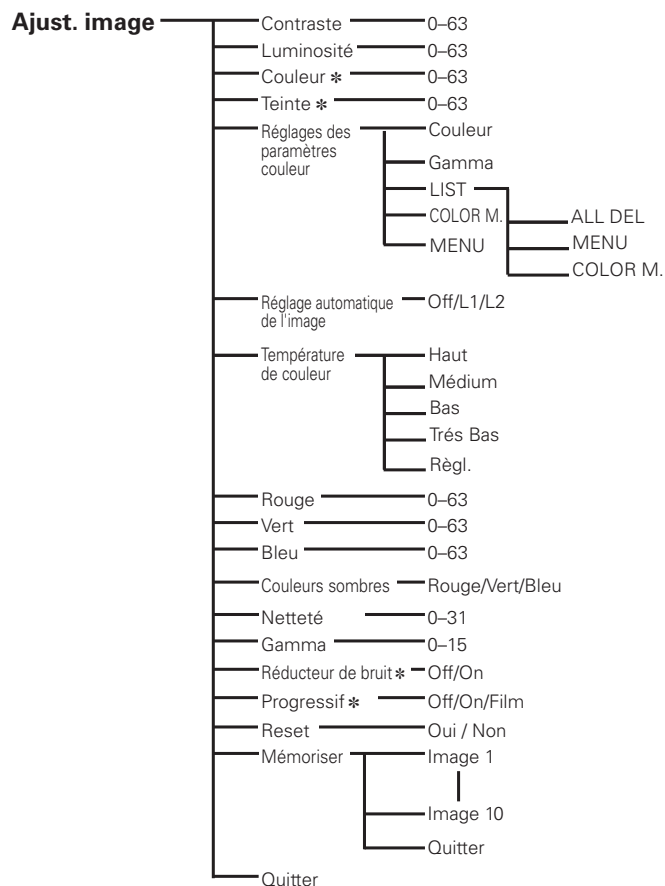 Ajust. image
Contraste 0–63
Luminosité 0–63
Couleur * 0–63
Teinte * 0–63
Réglages des
paramètres
couleur
Couleur
Gamma
LIST
COLOR M.
MENU
ALL DEL
MENU
COLOR M.
Réglage automatique
de l'image
Off/L1/L2
Température
de couleur
Haut
Médium
Bas
Trés Bas
Règl.
Rouge 0–63
Vert 0–63
Bleu 0–63
Couleurs sombres Rouge/Vert/Bleu
Netteté 0–31
Gamma 0–15
Réducteur de bruit * Off/On
Progressif * Off/On/Film
Reset Oui / Non
Mémoriser Image 1
Image 10
Quitter
Quitter